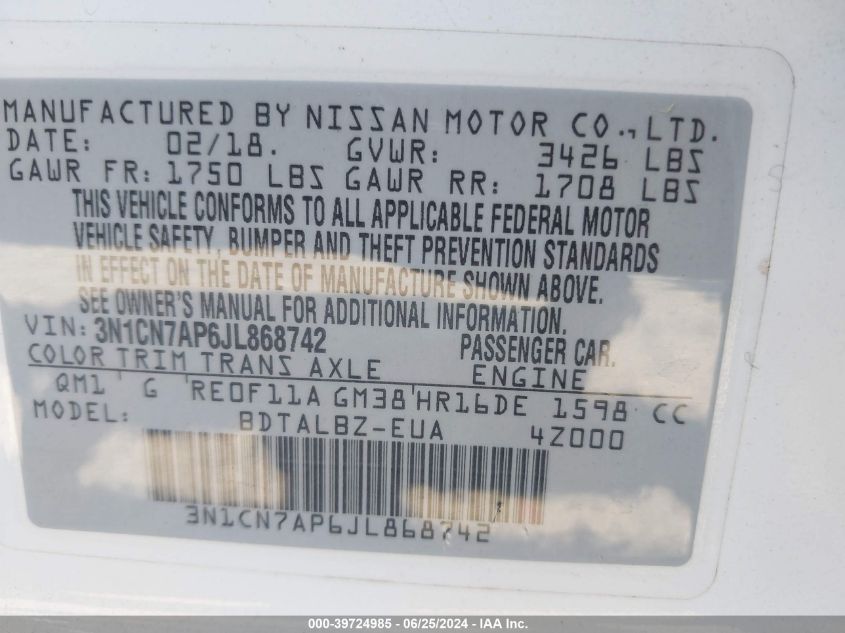 MANUFACTURED BY NISSAN MOTOR CO., LTD.
DATE: 02/18. GVWR: 3426 LBS
GAWR FR: 1750 LBS GAWR RR: 1708 LBS
THIS VEHICLE CONFORMS TO ALL APPLICABLE FEDERAL MOTOR
VEHICLE SAFETY, BUMPER AND THEFT PREVENTION STANDARDS
IN EFFECT ON THE DATE OF MANUFACTURE SHOWN ABOVE.
SEE OWNER'S MANUAL FOR ADDITIONAL INFORMATION.
VIN: 3N1CN7AP6JL868742 PASSENGER CAR.
COLOR TRIM TRANS AXLE ENGINE
QM1 G RE0F11A GM38 HR16DE 1598 CC
MODEL: BDTALBZ-EUA 4Z000
3N1CN7AP6JL868742
000-39724985 / 06/25/2024 - IAA Inc.